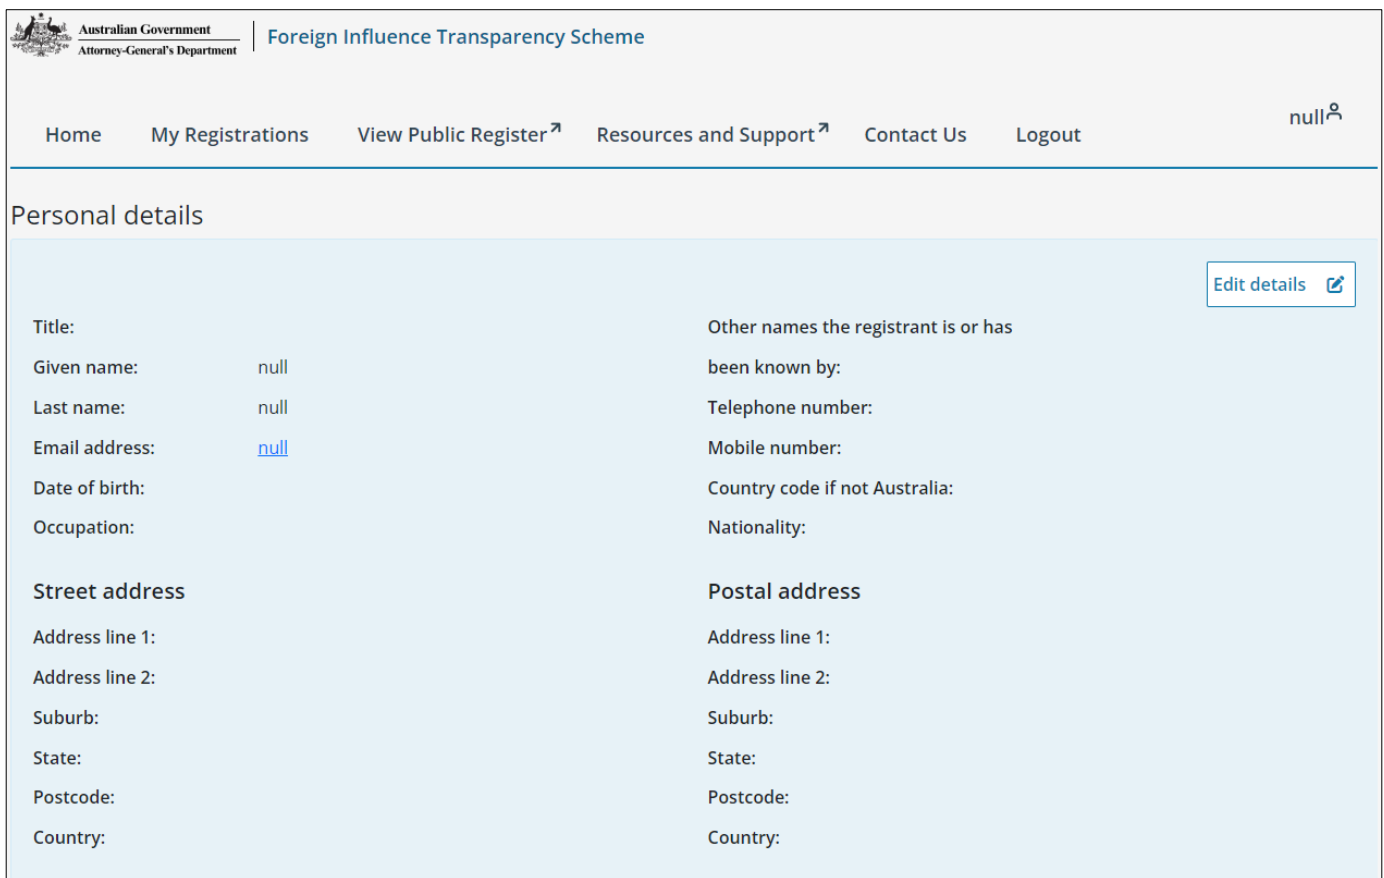 Australian Government
Attorney-General's Department
Foreign Influence Transparency Scheme
null
Home My Registrations View Public Register Resources and Support Contact Us Logout
Personal details
Edit details
Title:
Given name: null
Last name: null
Email address: null
Date of birth:
Occupation:
Other names the registrant is or has
been known by:
Telephone number:
Mobile number:
Country code if not Australia:
Nationality:
Street address
Address line 1:
Address line 2:
Suburb:
State:
Postcode:
Country:
Postal address
Address line 1:
Address line 2:
Suburb:
State:
Postcode:
Country: